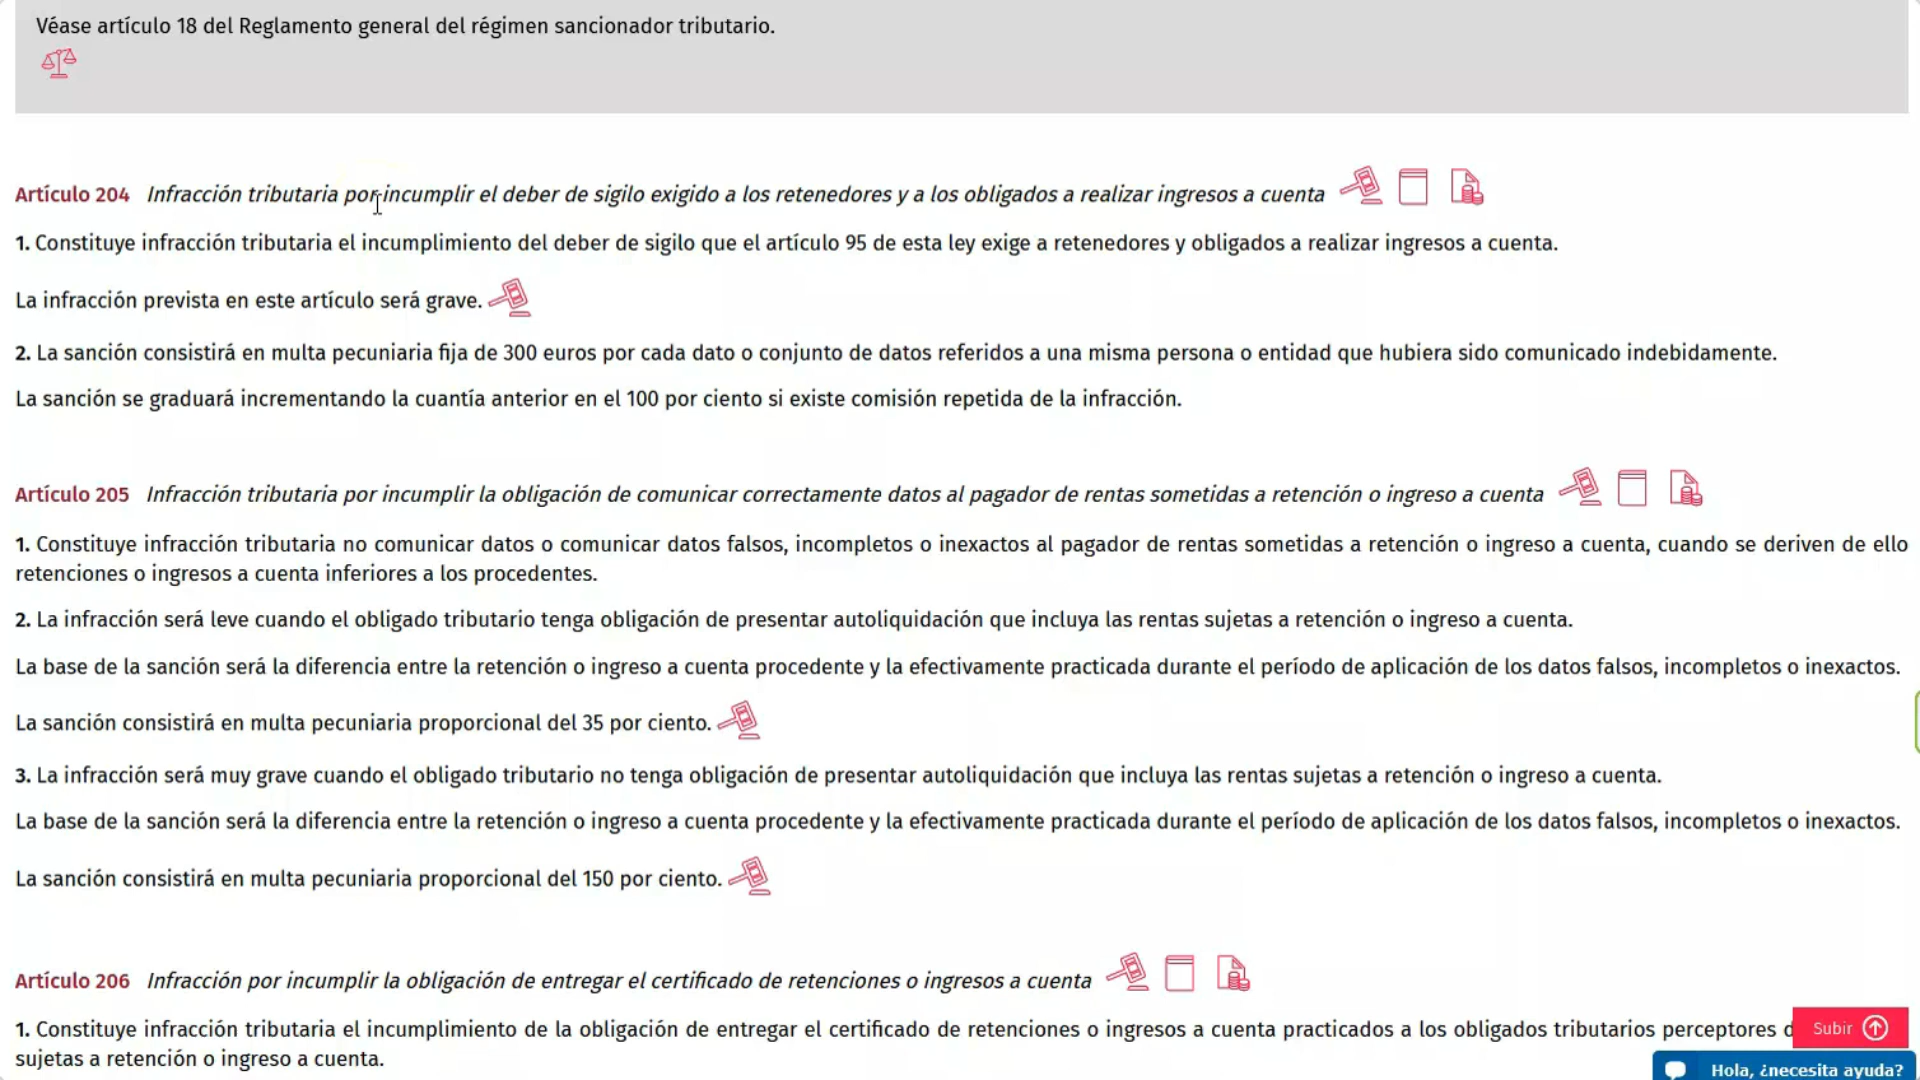 Véase artículo 18 del Reglamento general del régimen sancionador tributario.
Artículo 204 Infracción tributaria por incumplir el deber de sigilo exigido a los retenedores y a los obligados a realizar ingresos a cuenta
1. Constituye infracción tributaria el incumplimiento del deber de sigilo que el artículo 95 de esta ley exige a retenedores y obligados a realizar ingresos a cuenta.
La infracción prevista en este artículo será grave.
2. La sanción consistirá en multa pecuniaria fija de 300 euros por cada dato o conjunto de datos referidos a una misma persona o entidad que hubiera sido comunicado indebidamente.
La sanción se graduará incrementando la cuantía anterior en el 100 por ciento si existe comisión repetida de la infracción.
Artículo 205 Infracción tributaria por incumplir la obligación de comunicar correctamente datos al pagador de rentas sometidas a retención o ingreso a cuenta
1. Constituye infracción tributaria no comunicar datos o comunicar datos falsos, incompletos o inexactos al pagador de rentas sometidas a retención o ingreso a cuenta, cuando se deriven de ello
retenciones o ingresos a cuenta inferiores a los procedentes.
2. La infracción será leve cuando el obligado tributario tenga obligación de presentar autoliquidación que incluya las rentas sujetas a retención o ingreso a cuenta.
La base de la sanción será la diferencia entre la retención o ingreso a cuenta procedente y la efectivamente practicada durante el período de aplicación de los datos falsos, incompletos o inexactos.
La sanción consistirá en multa pecuniaria proporcional del 35 por ciento.
3. La infracción será muy grave cuando el obligado tributario no tenga obligación de presentar autoliquidación que incluya las rentas sujetas a retención o ingreso a cuenta.
La base de la sanción será la diferencia entre la retención o ingreso a cuenta procedente y la efectivamente practicada durante el período de aplicación de los datos falsos, incompletos o inexactos.
La sanción consistirá en multa pecuniaria proporcional del 150 por ciento.
Artículo 206 Infracción por incumplir la obligación de entregar el certificado de retenciones o ingresos a cuenta
1. Constituye infracción tributaria el incumplimiento de la obligación de entregar el certificado de retenciones o ingresos a cuenta practicados a los obligados tributarios perceptores
sujetas a retención o ingreso a cuenta.
Subir
Hola, ¿necesita ayuda?